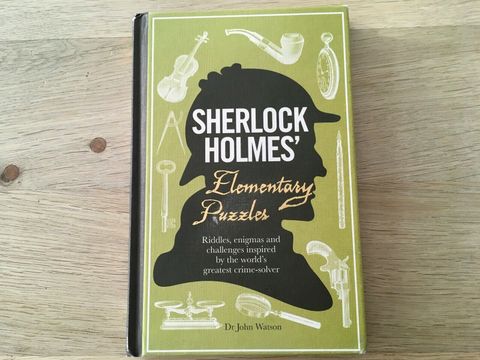 SHERLOCK
HOLMES’
Elementary
Puzzles
Riddles, enigmas and
challenges inspired
by the world’s
greatest crime-solver
Dr John Watson